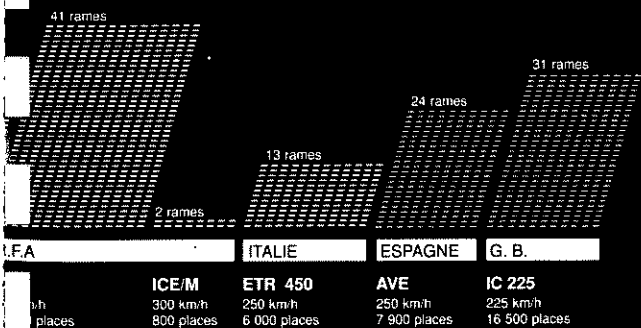 41 rames
31 rames
24 rames
13 rames
2 rames
.F.A ITALIE ESPAGNE G. B.
ICE/M ETR 450 AVE IC 225
300 km/h 250 km/h 250 km/h 225 km/h
places 800 places 6 000 places 7 900 places 16 500 places